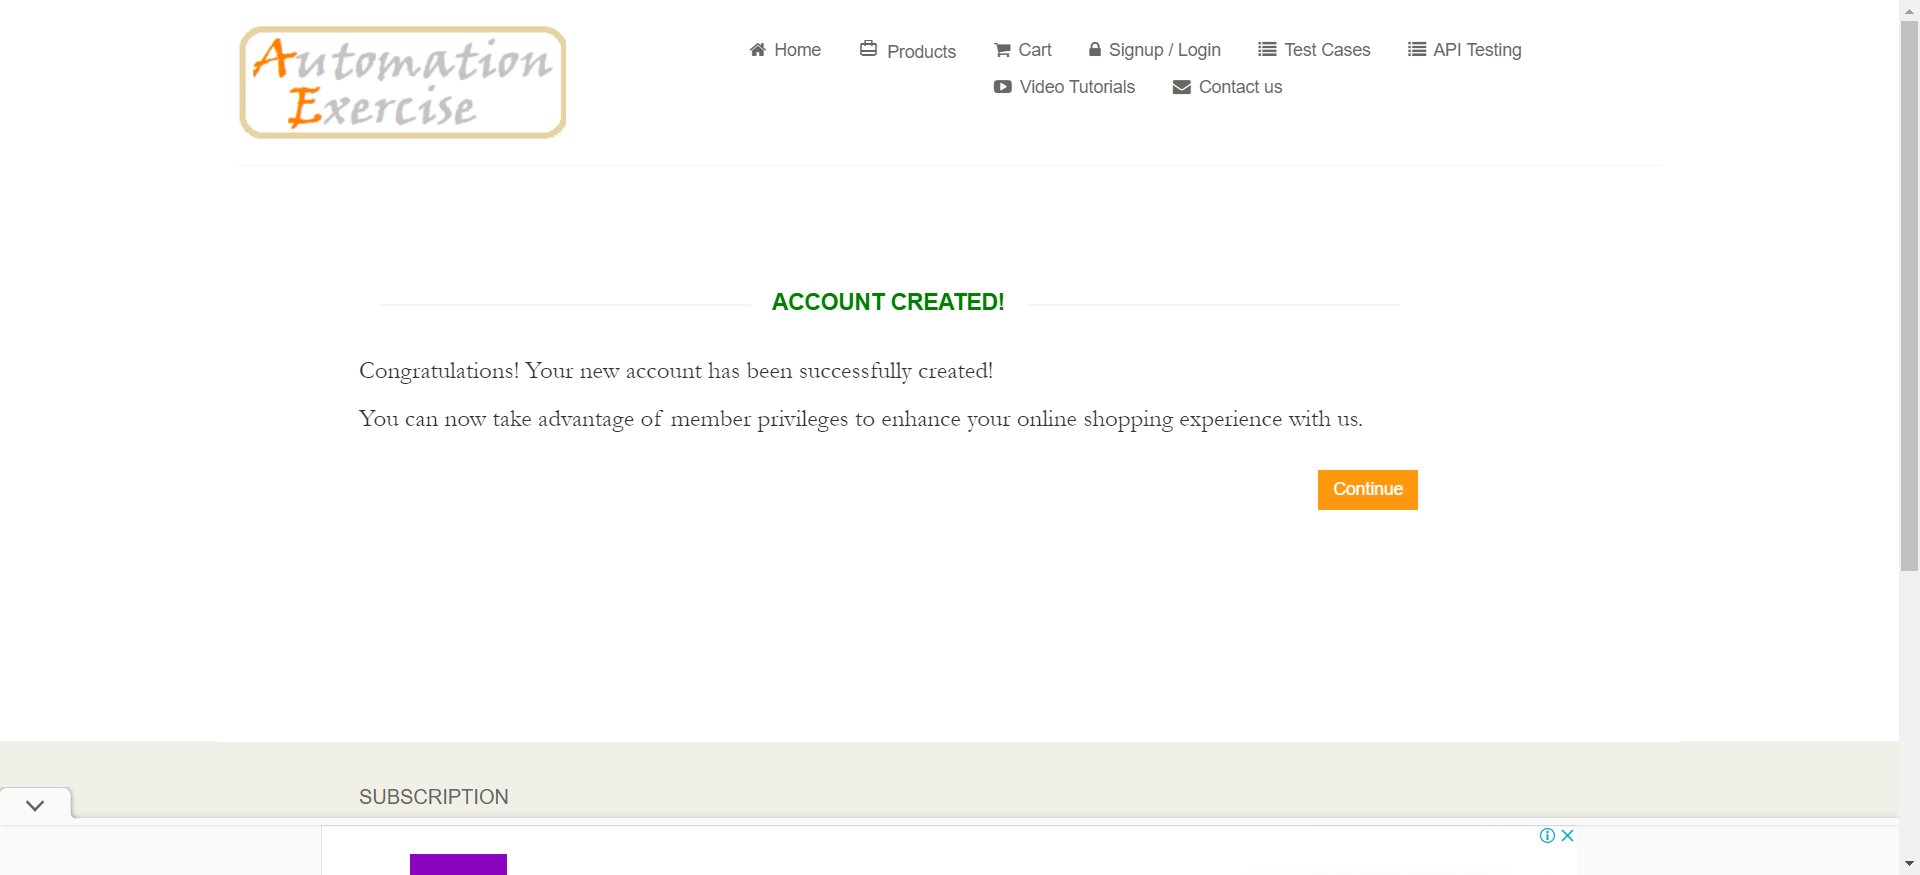 Automation
Exercise
Home
Products
Cart
Signup / Login
Test Cases
API Testing
Video Tutorials
Contact us
ACCOUNT CREATED!
Congratulations! Your new account has been successfully created!
You can now take advantage of member privileges to enhance your online shopping experience with us.
Continue
SUBSCRIPTION